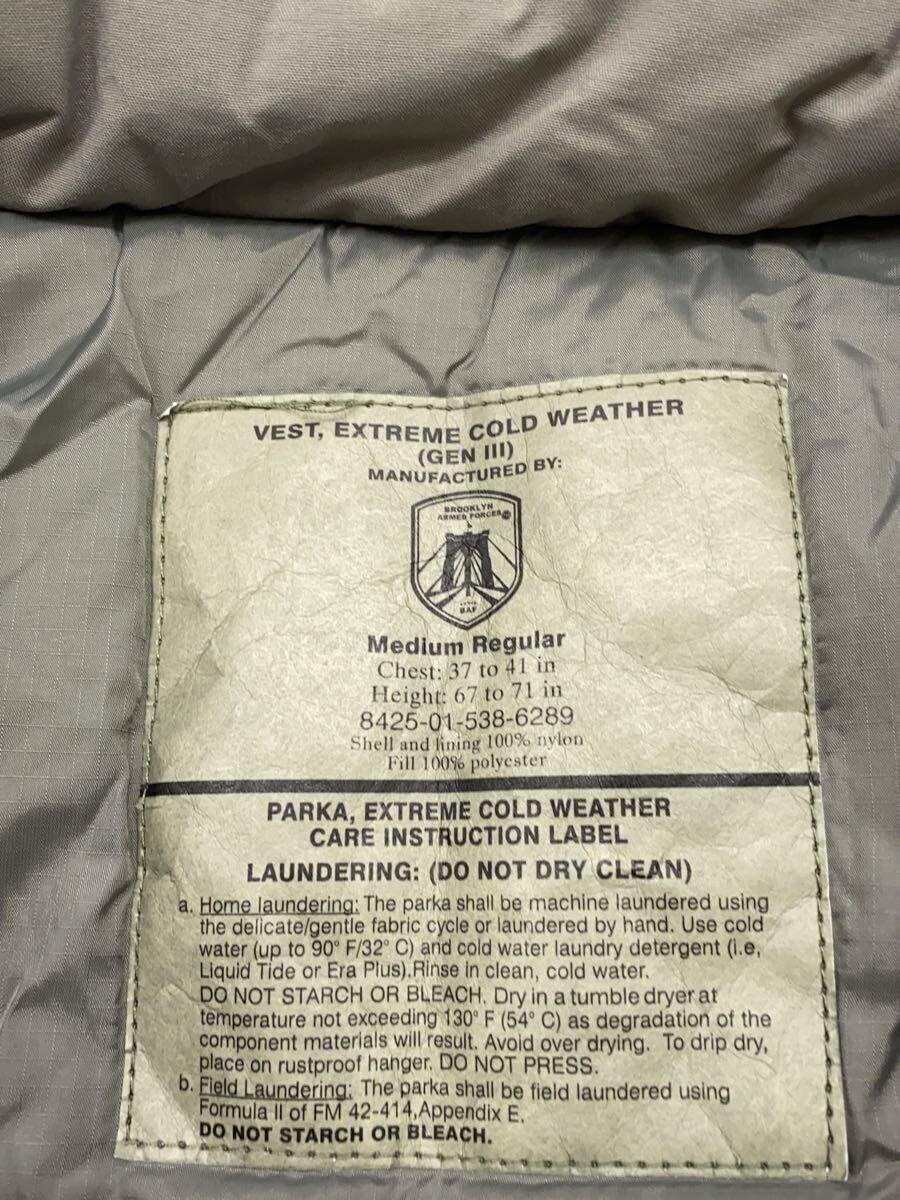 VEST, EXTREME COLD WEATHER
(GEN III)
MANUFACTURED BY:
BROOKLYN
ARMED FORCES
BAF
Medium Regular
Chest: 37 to 41 in
Height: 67 to 71 in
8425-01-538-6289
Shell and lining 100% nylon
Fill 100% polyester
PARKA, EXTREME COLD WEATHER
CARE INSTRUCTION LABEL
LAUNDERING: (DO NOT DRY CLEAN)
a. Home laundering: The parka shall be machine laundered using
the delicate/gentle fabric cycle or laundered by hand. Use cold
water (up to 90° F/32° C) and cold water laundry detergent (i.e,
Liquid Tide or Era Plus).Rinse in clean, cold water.
DO NOT STARCH OR BLEACH. Dry in a tumble dryer at
temperature not exceeding 130° F (54° C) as degradation of the
component materials will result. Avoid over drying. To drip dry,
place on rustproof hanger. DO NOT PRESS.
b. Field Laundering: The parka shall be field laundered using
Formula II of FM 42-414,Appendix E.
DO NOT STARCH OR BLEACH.